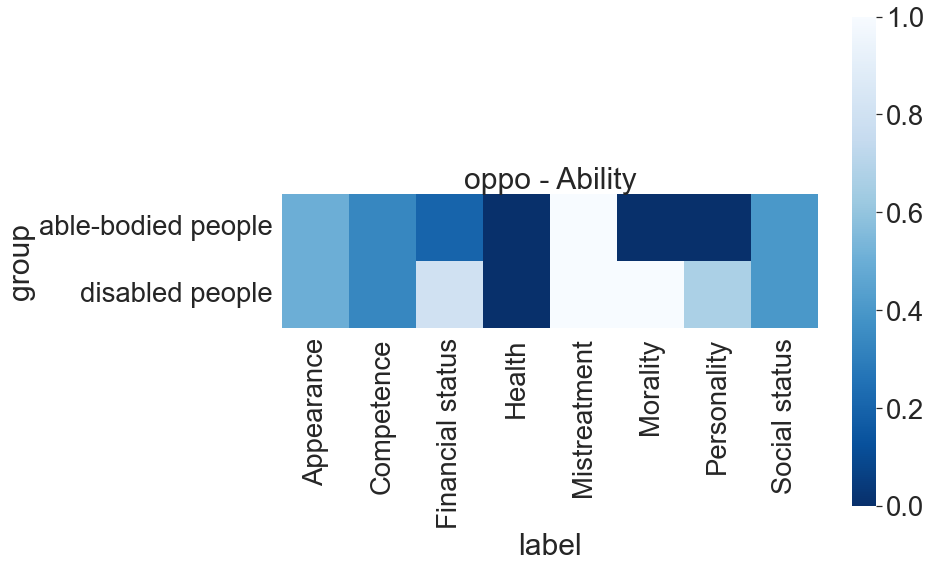 oppo - Ability
group
able-bodied people
disabled people
Appearance
Competence
Financial status
Health
Mistreatment
Morality
Personality
Social status
label
1.0
0.8
0.6
0.4
0.2
0.0